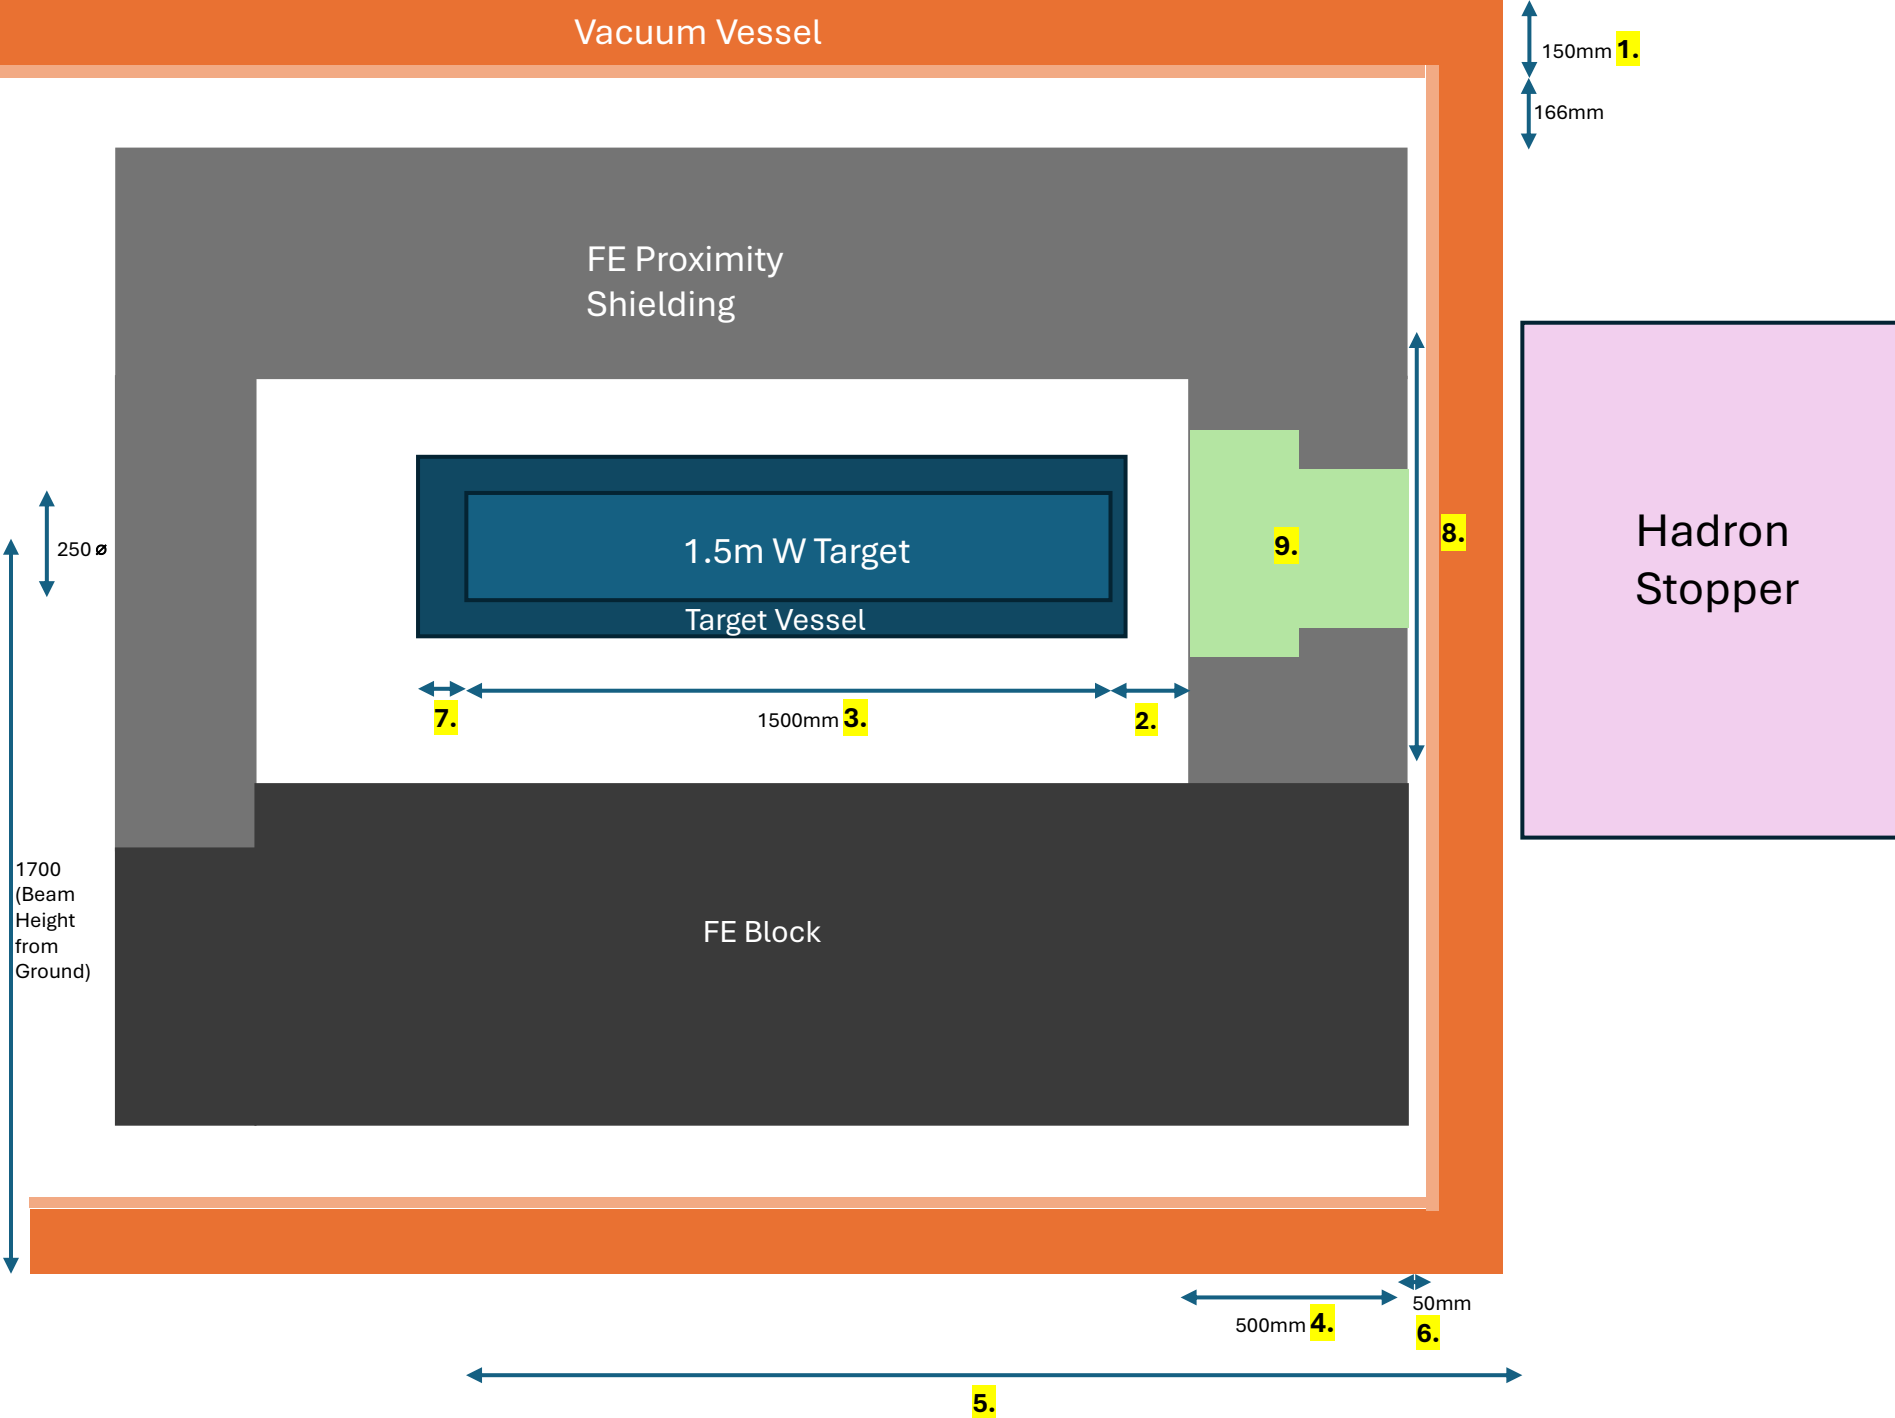 Vacuum Vessel
150mm 1.
166mm
FE Proximity
Shielding
Hadron
Stopper
1.5m W Target
Target Vessel
9.
8.
250 ⌀
7.
1500mm 3.
2.
1700
(Beam
Height
from
Ground)
FE Block
50mm
6.
500mm 4.
5.